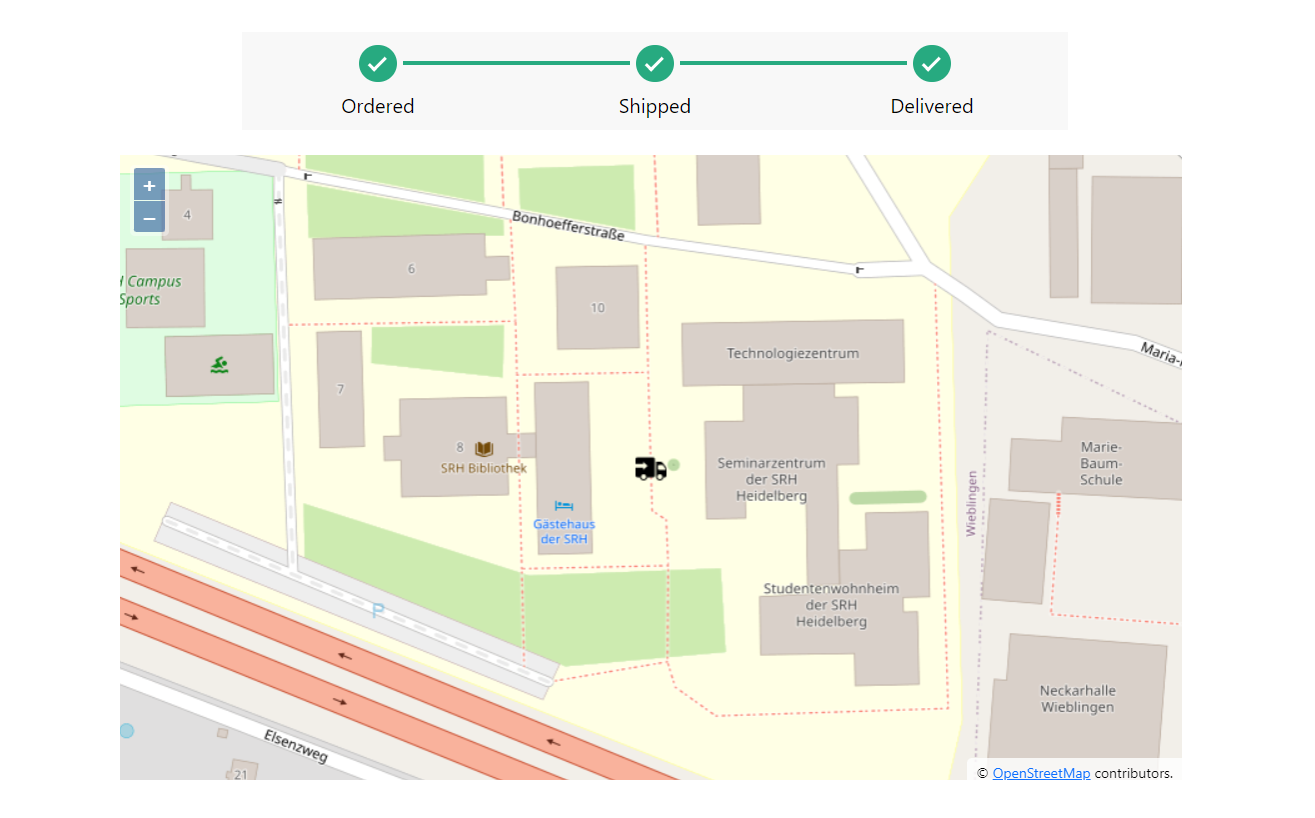 Ordered
Shipped
Delivered
+
−
4
Bonhoefferstraße
6
Campus
Sports
10
Technologiezentrum
Maria-
7
8
SRH Bibliothek
Seminarzentrum
der SRH
Heidelberg
Marie-
Baum-
Schule
Wieblingen
Gästehaus
der SRH
Studentenwohnheim
der SRH
Heidelberg
P
Neckarhalle
Wieblingen
Elsenzweg
21
© OpenStreetMap contributors.